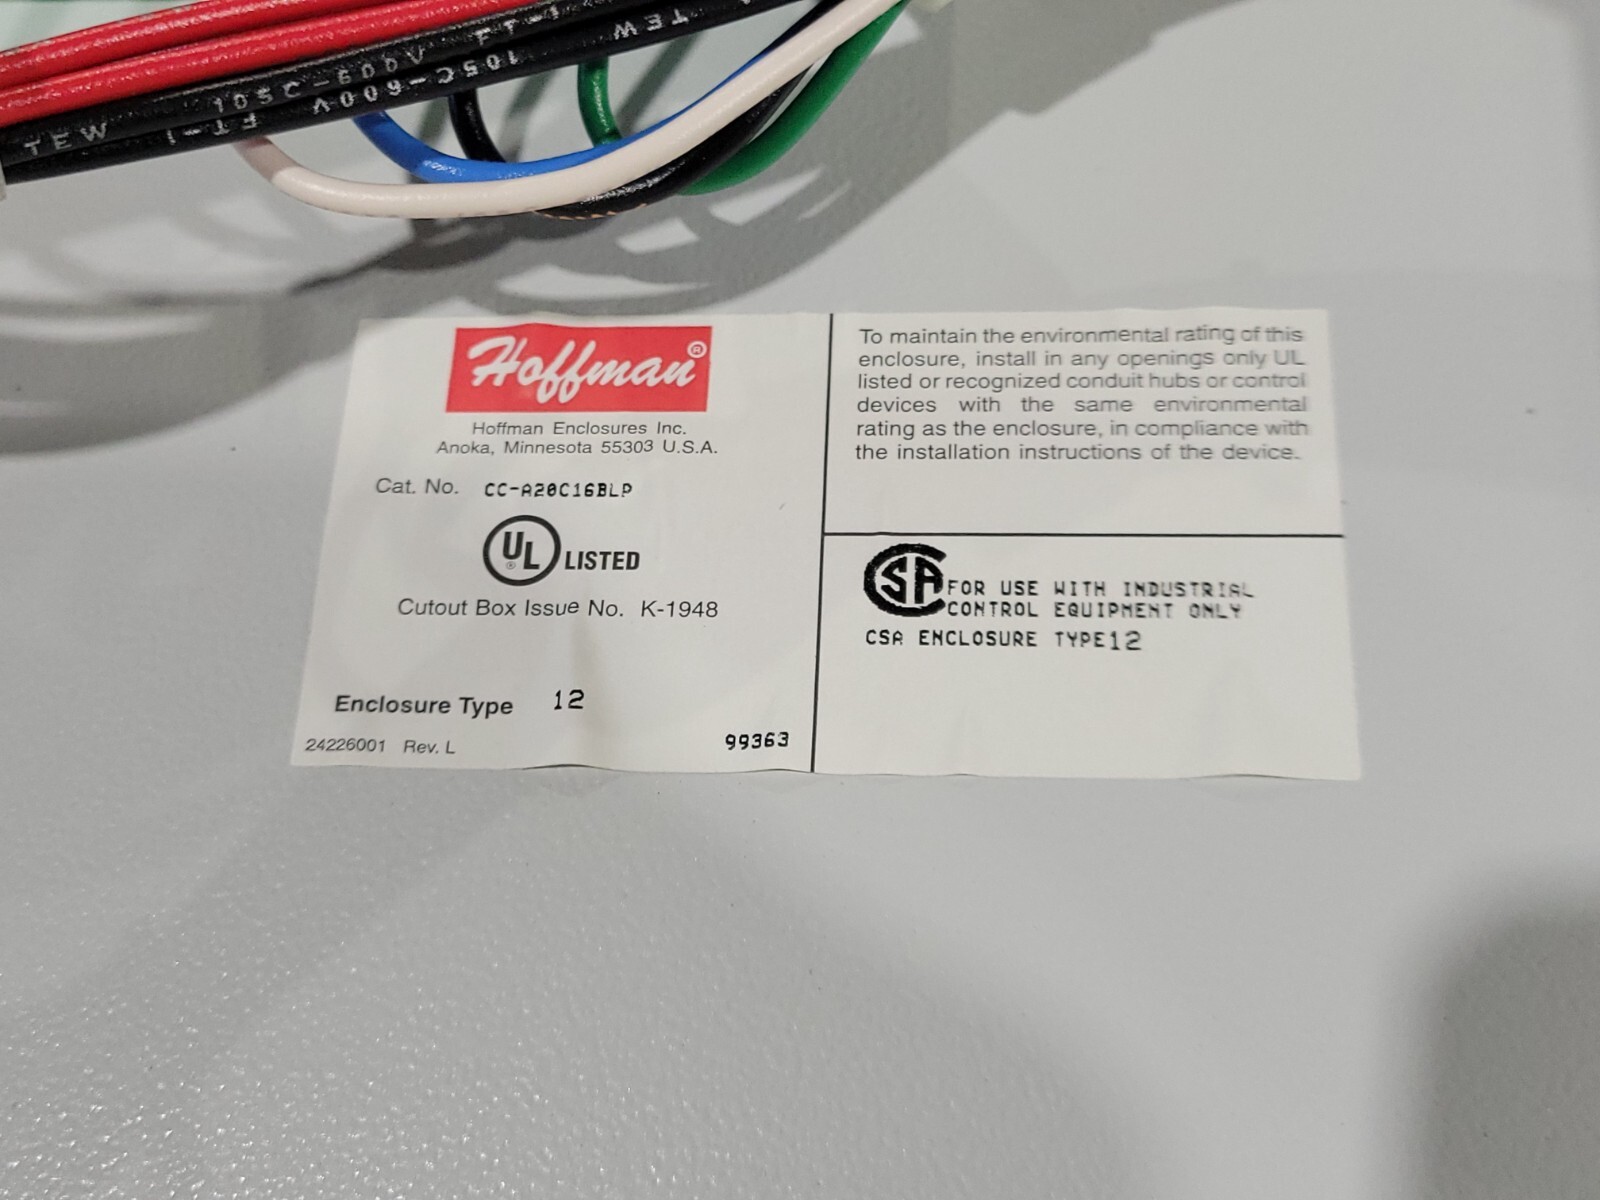 105C-600V FT-1
TEW
105C-600V FT-1
TEW
Hoffman®
Hoffman Enclosures Inc.
Anoka, Minnesota 55303 U.S.A.
Cat. No. CC-A20C16BLP
UL® LISTED
Cutout Box Issue No. K-1948
Enclosure Type 12
24226001 Rev. L
99363
To maintain the environmental rating of this
enclosure, install in any openings only UL
listed or recognized conduit hubs or control
devices with the same environmental
rating as the enclosure, in compliance with
the installation instructions of the device.
CSA FOR USE WITH INDUSTRIAL
CONTROL EQUIPMENT ONLY
CSA ENCLOSURE TYPE12